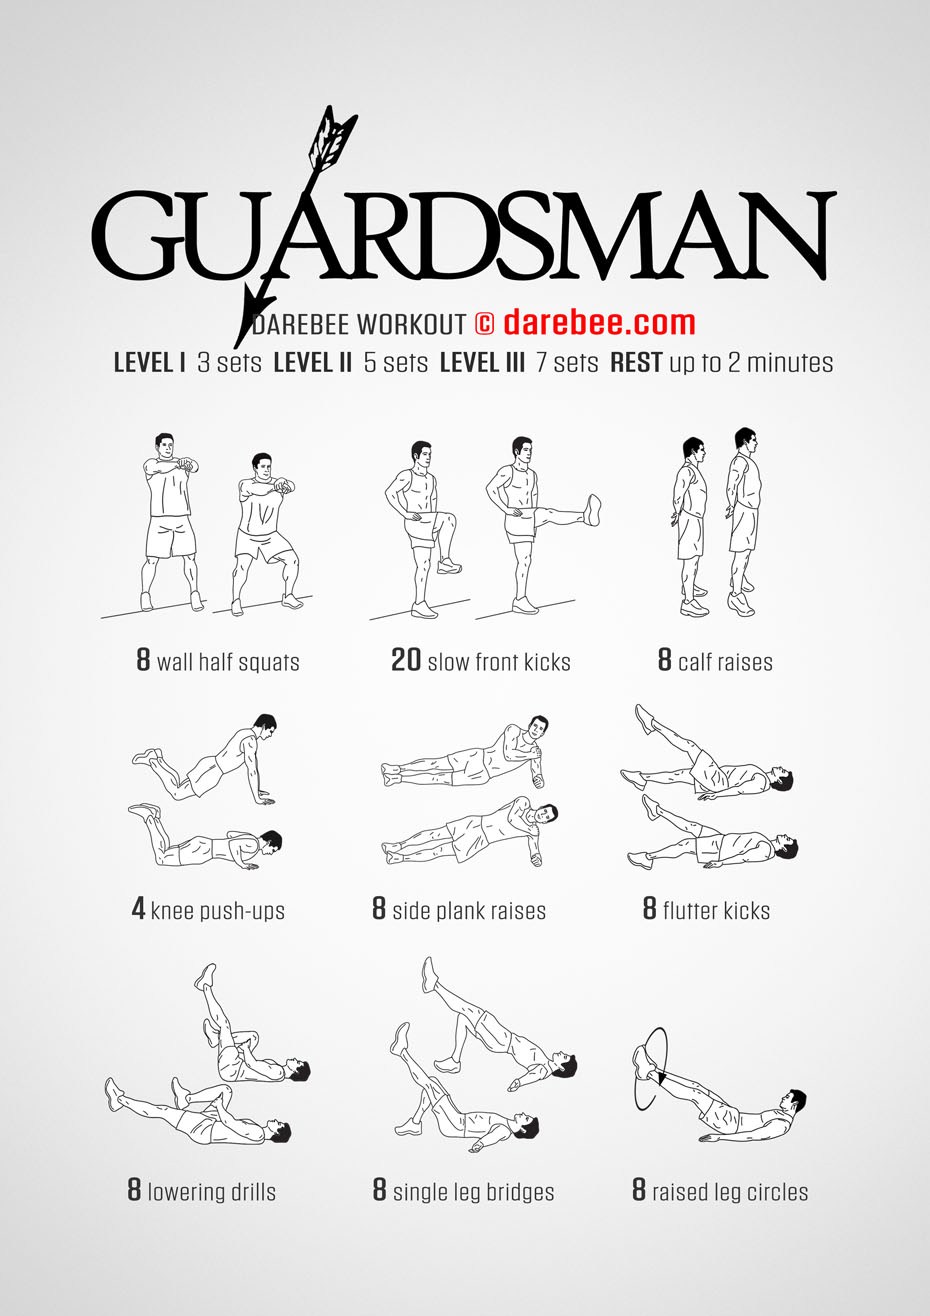 GUARDSMAN
DAREBEE WORKOUT © darebee.com
LEVEL I 3 sets LEVEL II 5 sets LEVEL III 7 sets REST up to 2 minutes
8 wall half squats
20 slow front kicks
8 calf raises
4 knee push-ups
8 side plank raises
8 flutter kicks
8 lowering drills
8 single leg bridges
8 raised leg circles